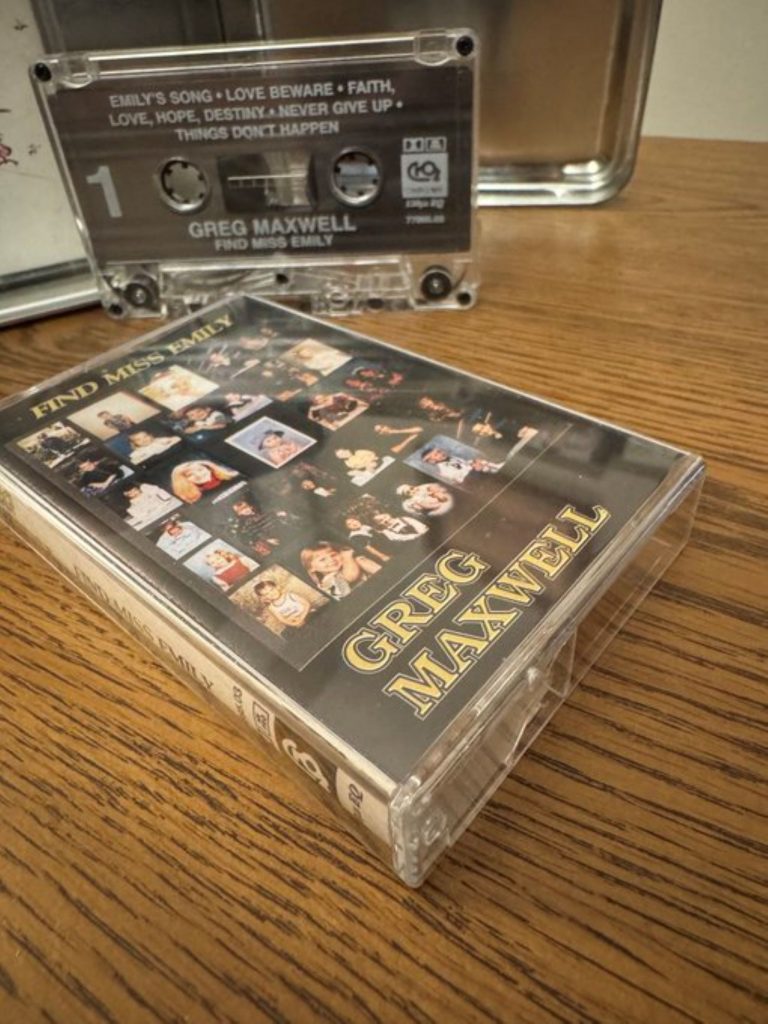 EMILY'S SONG • LOVE BEWARE • FAITH,
LOVE, HOPE, DESTINY • NEVER GIVE UP •
THINGS DON'T HAPPEN
1
GREG MAXWELL
FIND MISS EMILY
FIND MISS EMILY
GREG
MAXWELL
FIND MISS EMILY